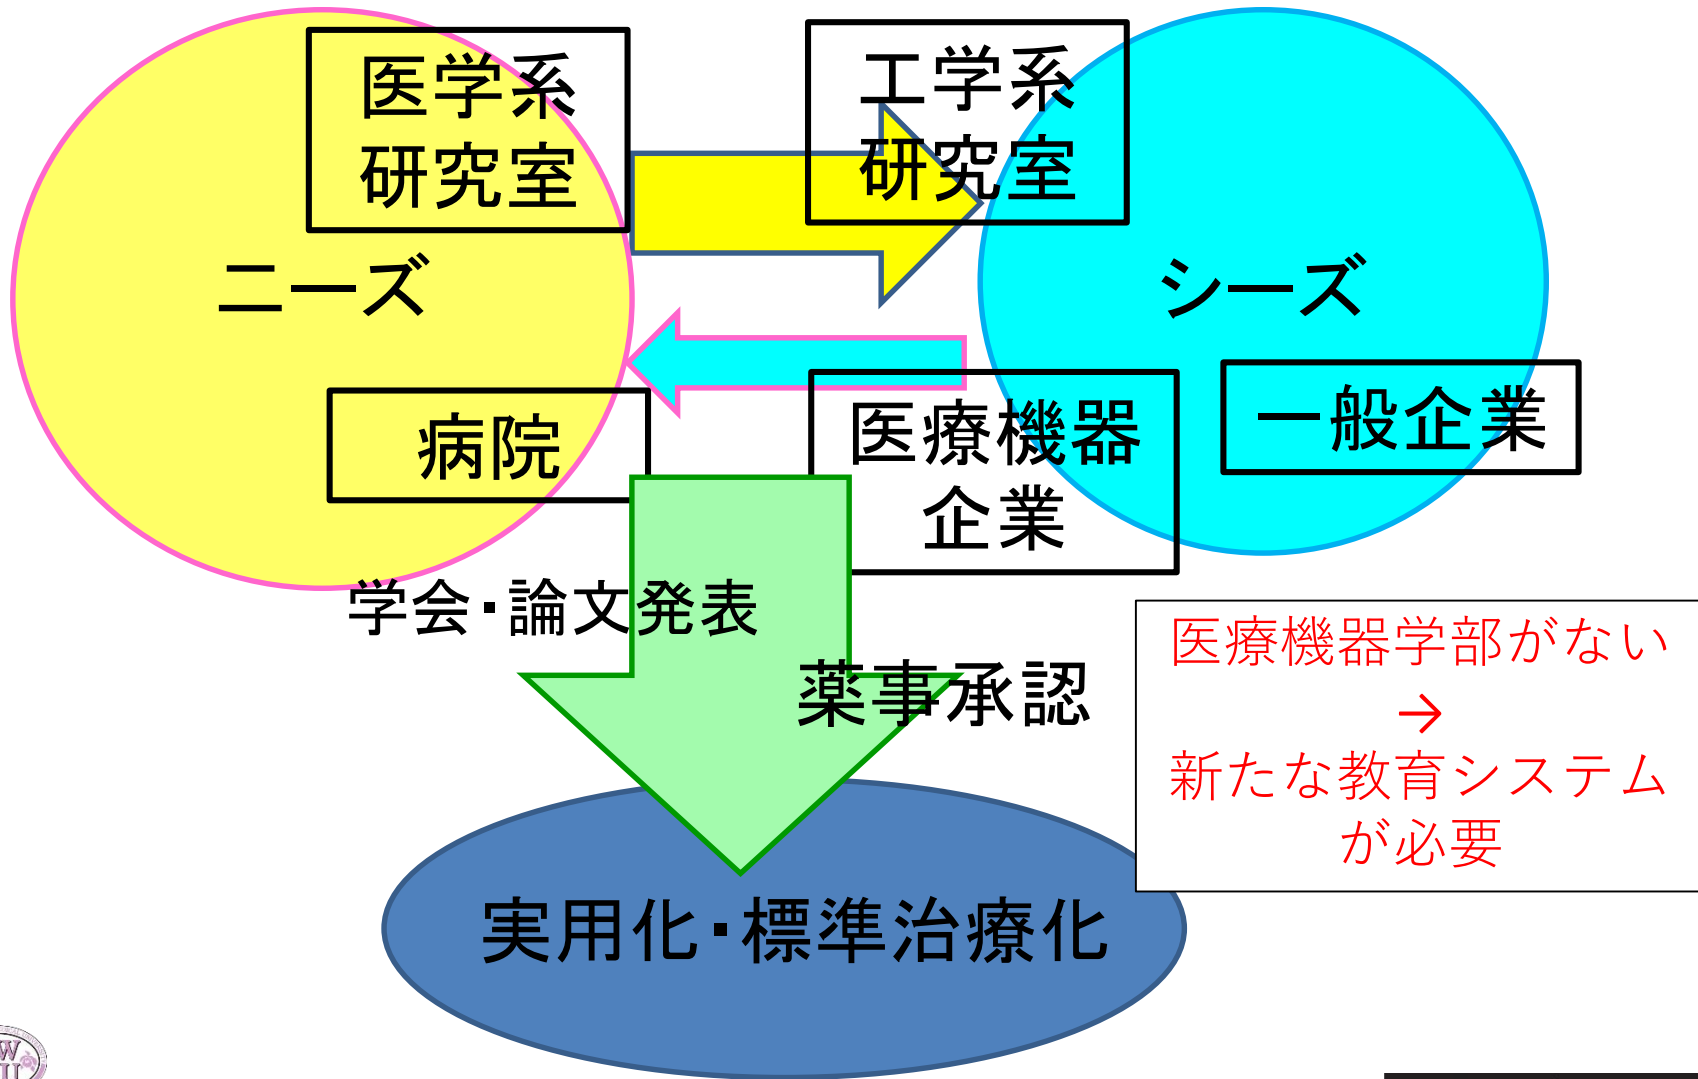 医学系
研究室
工学系
研究室
ニーズ
シーズ
病院
医療機器
企業
一般企業
学会・論文発表
薬事承認
医療機器学部がない
→
新たな教育システム
が必要
実用化・標準治療化